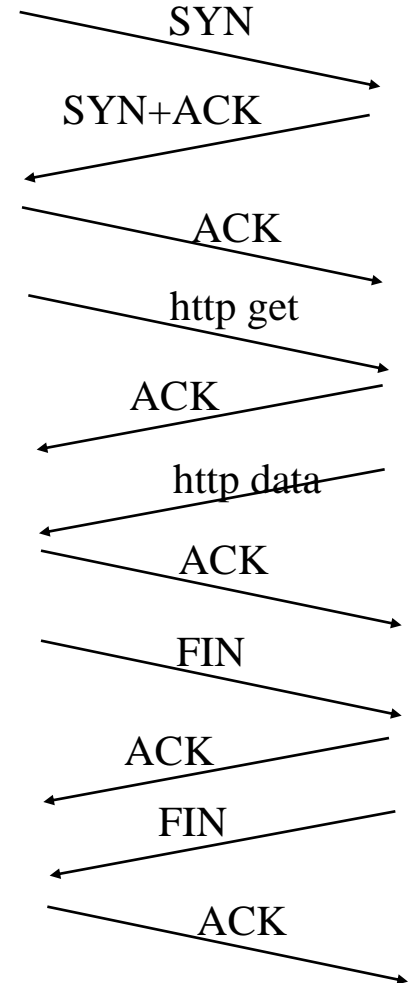 SYN
SYN+ACK
ACK
http get
ACK
http data
ACK
FIN
ACK
FIN
ACK